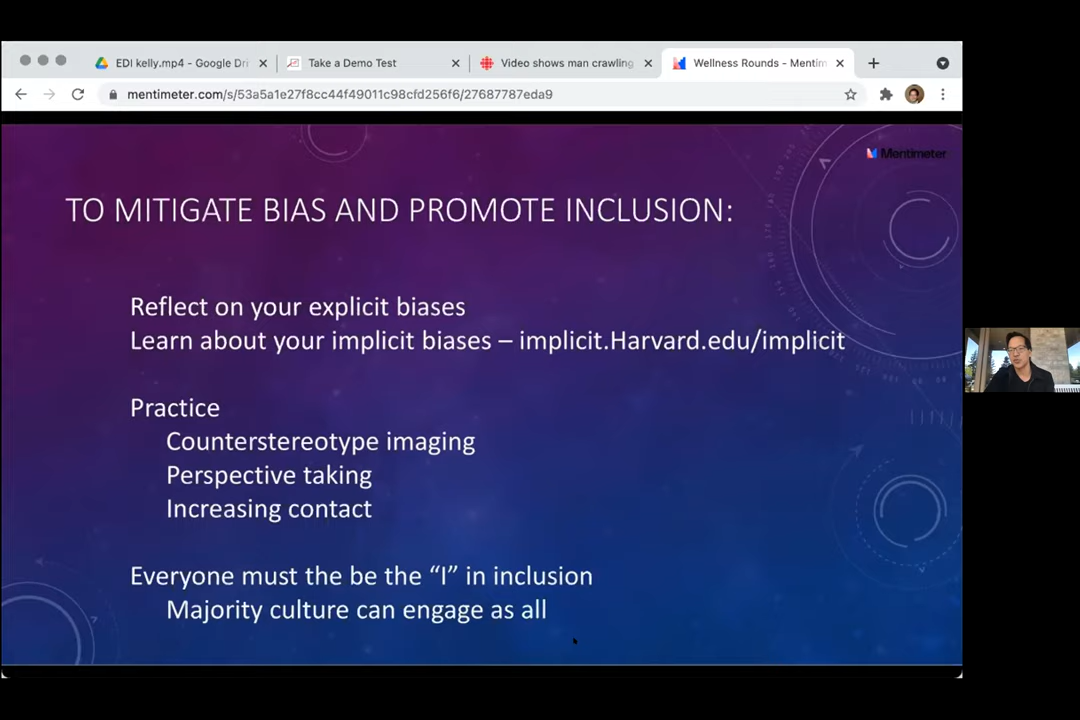 EDI kelly.mp4 - Google Dri
Take a Demo Test
Video shows man crawling
Wellness Rounds - Mentim
mentimeter.com/s/53a5a1e27f8cc44f49011c98cfd256f6/27687787eda9
Mentimeter
TO MITIGATE BIAS AND PROMOTE INCLUSION:
Reflect on your explicit biases
Learn about your implicit biases – implicit.Harvard.edu/implicit
Practice
Counterstereotype imaging
Perspective taking
Increasing contact
Everyone must the be the “I” in inclusion
Majority culture can engage as all